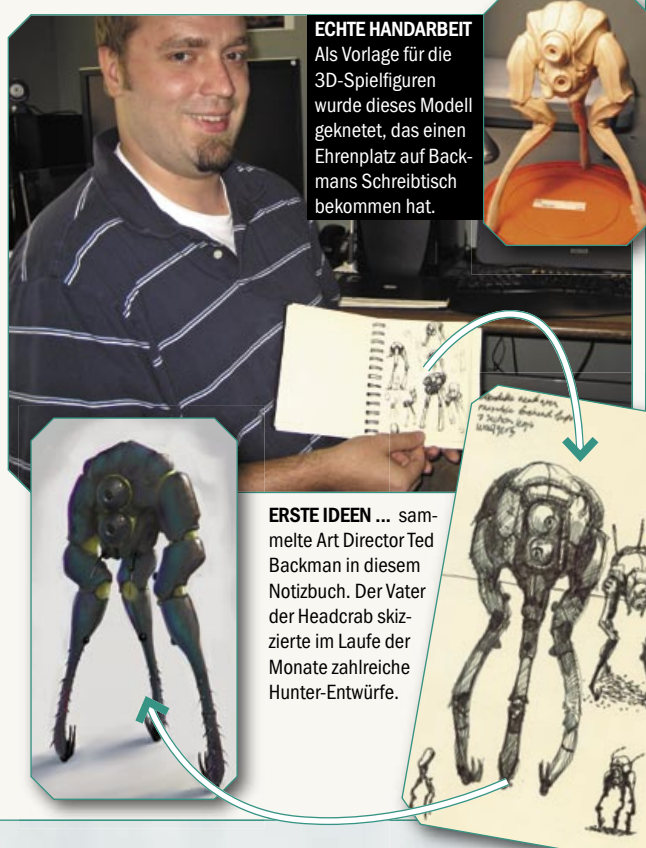 ECHTE HANDARBEIT
Als Vorlage für die
3D-Spielfiguren
wurde dieses Modell
geknetet, das einen
Ehrenplatz auf Back-
mans Schreibtisch
bekommen hat.
ERSTE IDEEN ... sam-
melte Art Director Ted
Backman in diesem
Notizbuch. Der Vater
der Headcrab skiz-
zierte im Laufe der
Monate zahlreiche
Hunter-Entwürfe.